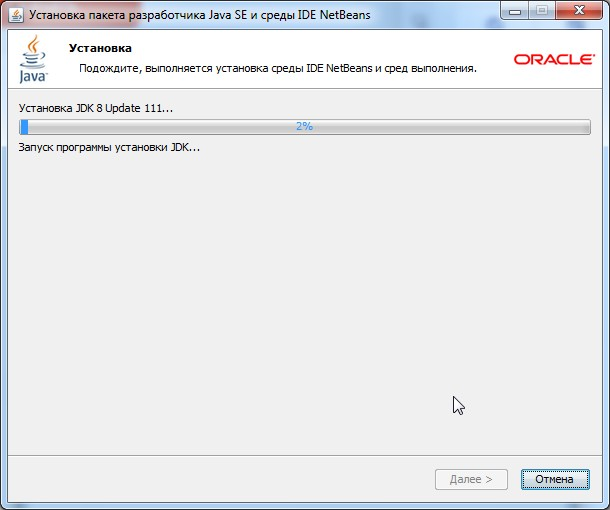 Установка пакета разработчика Java SE и среды IDE NetBeans
Установка
Подождите, выполняется установка среды IDE NetBeans и сред выполнения.
Java
ORACLE
Установка JDK 8 Update 111...
2%
Запуск программы установки JDK...
Далее >
Отмена